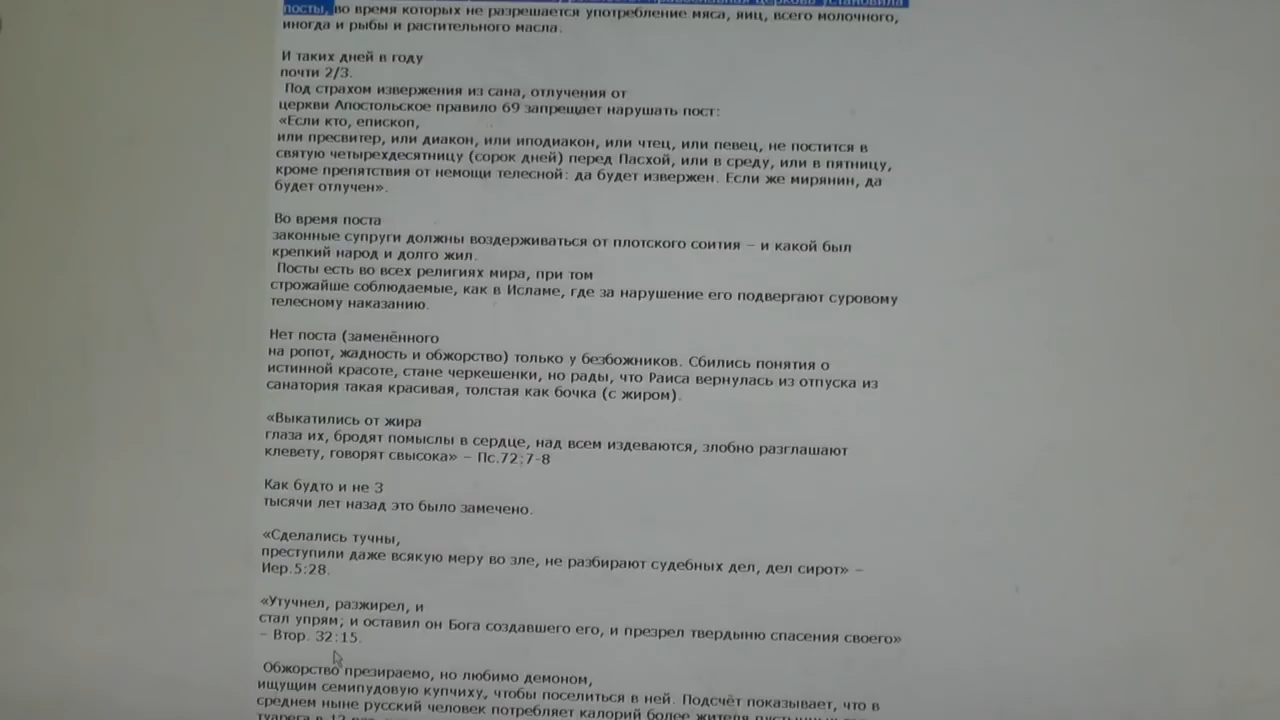 православная церковь установила
посты, во время которых не разрешается употребление мяса, яиц, всего молочного,
иногда и рыбы и растительного масла.
И таких дней в году
почти 2/3.
Под страхом извержения из сана, отлучения от
церкви Апостольское правило 69 запрещает нарушать пост:
«Если кто, епископ,
или пресвитер, или диакон, или иподиакон, или чтец, или певец, не постится в
святую четырехдесятницу (сорок дней) перед Пасхой, или в среду, или в пятницу,
кроме препятствия от немощи телесной: да будет извержен. Если же мирянин, да
будет отлучен».
Во время поста
законные супруги должны воздерживаться от плотского соития – и какой был
крепкий народ и долго жил.
Посты есть во всех религиях мира, при том
строжайше соблюдаемые, как в Исламе, где за нарушение его подвергают суровому
телесному наказанию.
Нет поста (заменённого
на ропот, жадность и обжорство) только у безбожников. Сбились понятия о
истинной красоте, стане черкешенки, но рады, что Раиса вернулась из отпуска из
санатория такая красивая, толстая как бочка (с жиром).
«Выкатились от жира
глаза их, бродят помыслы в сердце, над всем издеваются, злобно разглашают
клевету, говорят свысока» – Пс.72:7-8
Как будто и не 3
тысячи лет назад это было замечено.
«Сделались тучны,
преступили даже всякую меру во зле, не разбирают судебных дел, дел сирот» –
Иер.5:28.
«Утучнел, разжирел, и
стал упрям; и оставил он Бога создавшего его, и презрел твердыню спасения своего»
– Втор. 32:15.
Обжорство презираемо, но любимо демоном,
ищущим семипудовую купчиху, чтобы поселиться в ней. Подсчёт показывает, что в
среднем ныне русский человек потребляет калорий более жителя
туарега в 12